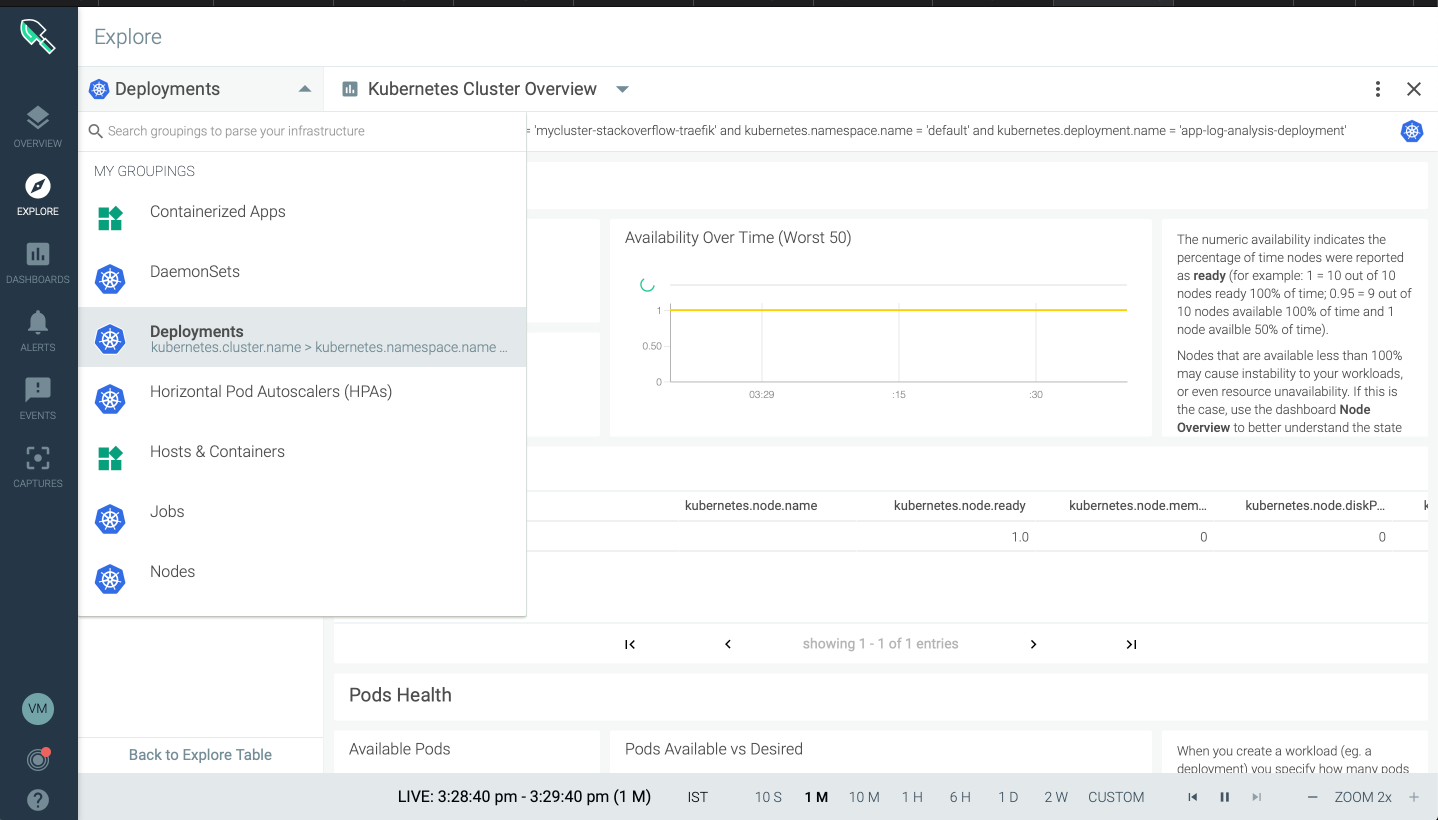 Explore
Deployments
Kubernetes Cluster Overview
Search groupings to parse your infrastructure
= 'mycluster-stackoverflow-traefik' and kubernetes.namespace.name = 'default' and kubernetes.deployment.name = 'app-log-analysis-deployment'
OVERVIEW
EXPLORE
DASHBOARDS
ALERTS
EVENTS
CAPTURES
VM
MY GROUPINGS
Containerized Apps
DaemonSets
Deployments
kubernetes.cluster.name > kubernetes.namespace.name ...
Horizontal Pod Autoscalers (HPAs)
Hosts & Containers
Jobs
Nodes
Back to Explore Table
Availability Over Time (Worst 50)
1
0.50
0
03:29
:15
:30
The numeric availability indicates the
percentage of time nodes were reported
as ready (for example: 1 = 10 out of 10
nodes ready 100% of time; 0.95 = 9 out of
10 nodes available 100% of time and 1
node availble 50% of time).
Nodes that are available less than 100%
may cause instability to your workloads,
or even resource unavailability. If this is
the case, use the dashboard Node
Overview to better understand the state
kubernetes.node.name
kubernetes.node.ready
kubernetes.node.mem...
kubernetes.node.diskP...
1.0
0
0
showing 1 - 1 of 1 entries
Pods Health
Available Pods
Pods Available vs Desired
When you create a workload (eg. a
deployment) you specify how many pods
LIVE: 3:28:40 pm - 3:29:40 pm (1 M)
IST
10 S
1 M
10 M
1 H
6 H
1 D
2 W
CUSTOM
ZOOM 2x